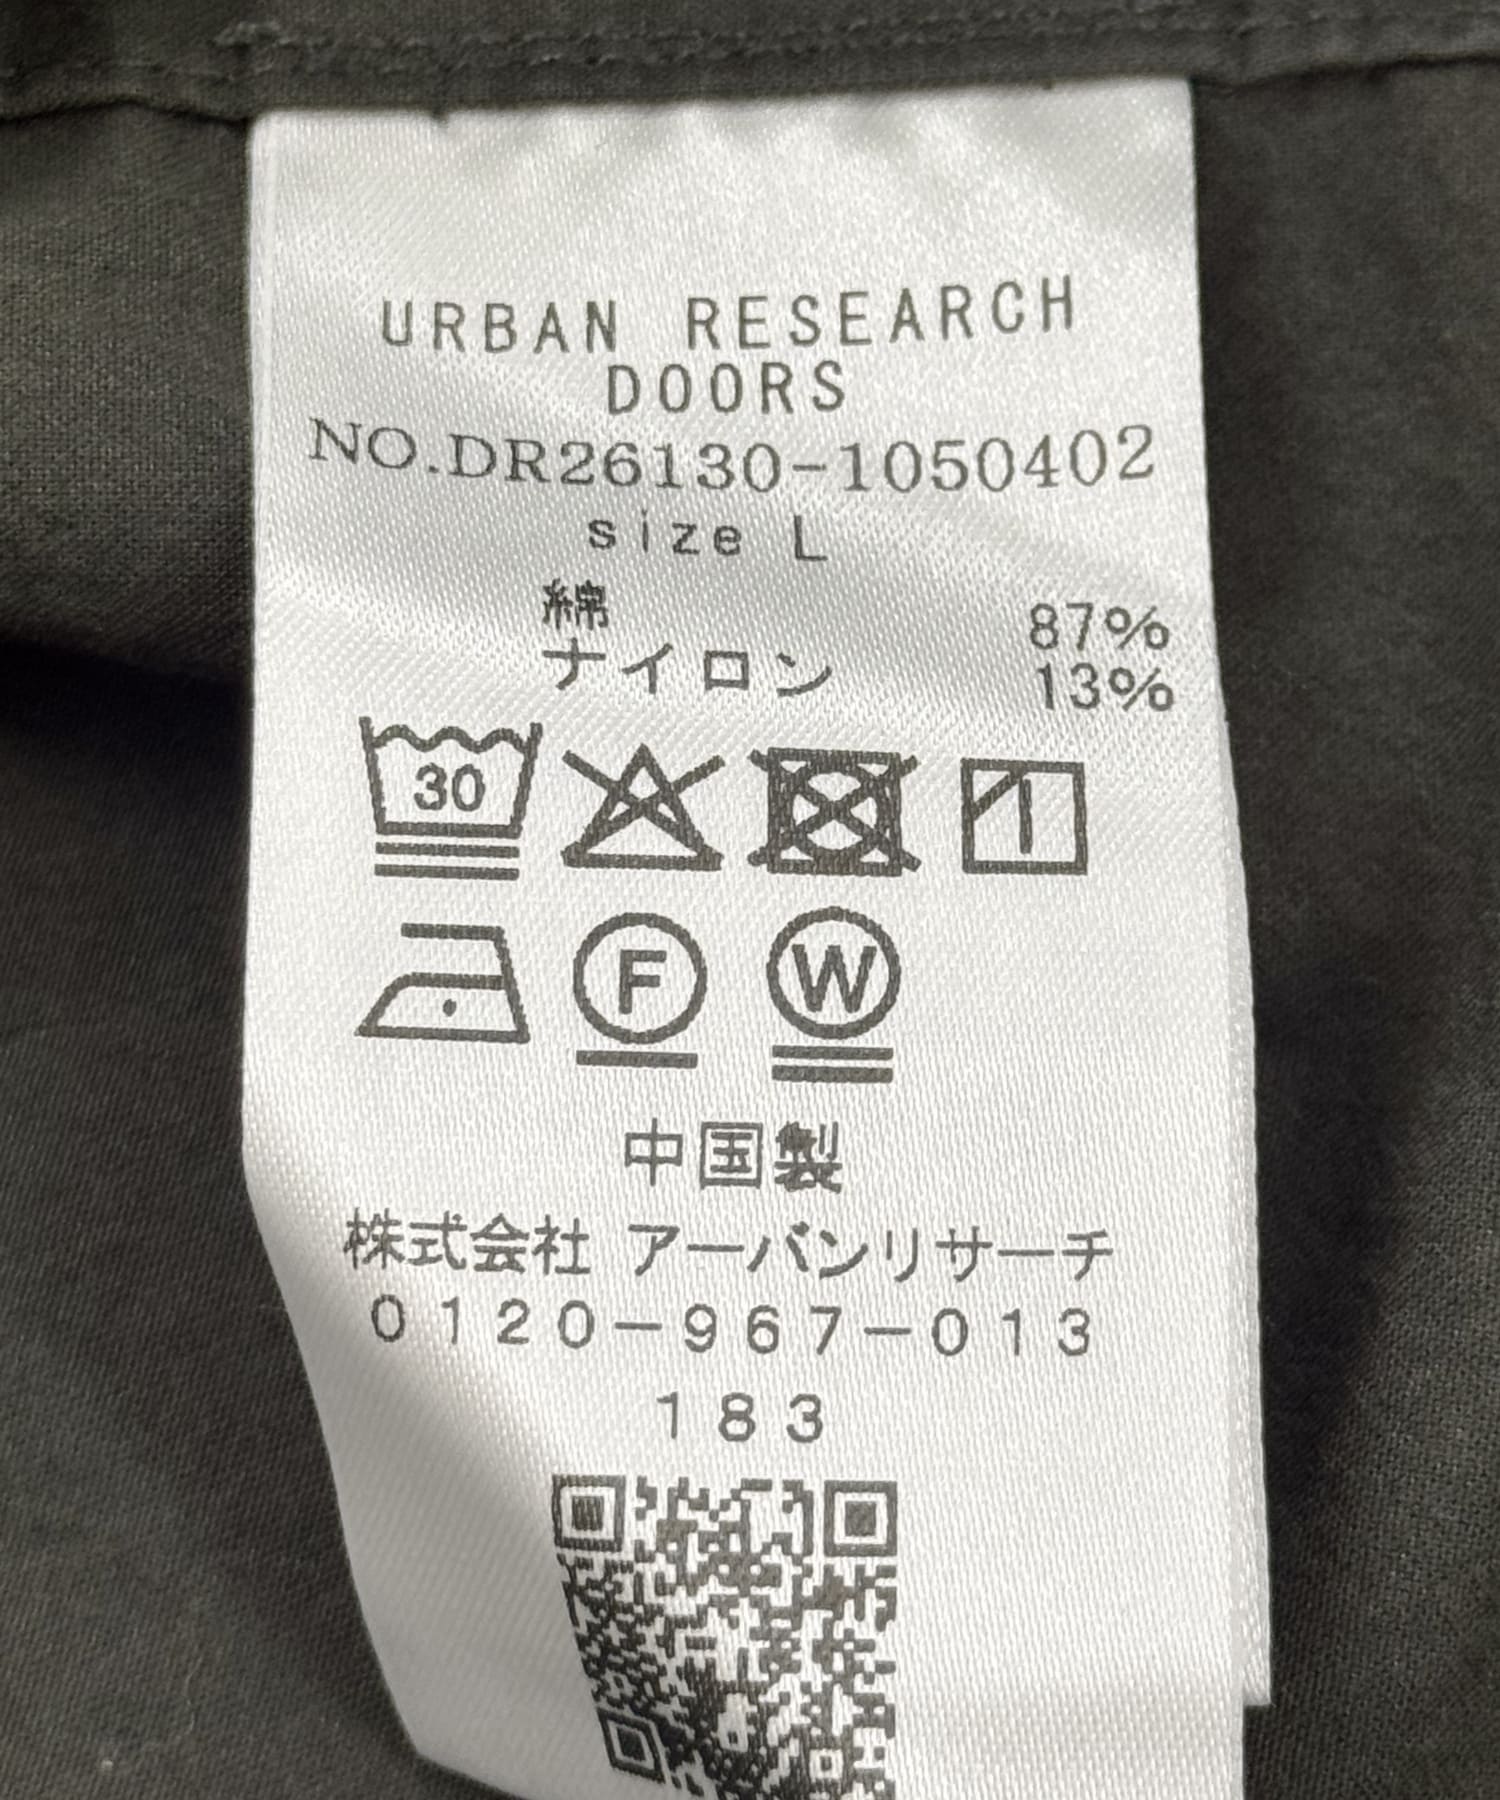 URBAN RESEARCH
DOORS
NO.DR26130-1050402
size L
綿 87%
ナイロン 13%
30
F W
中国製
株式会社 アーバンリサーチ
0120-967-013
183